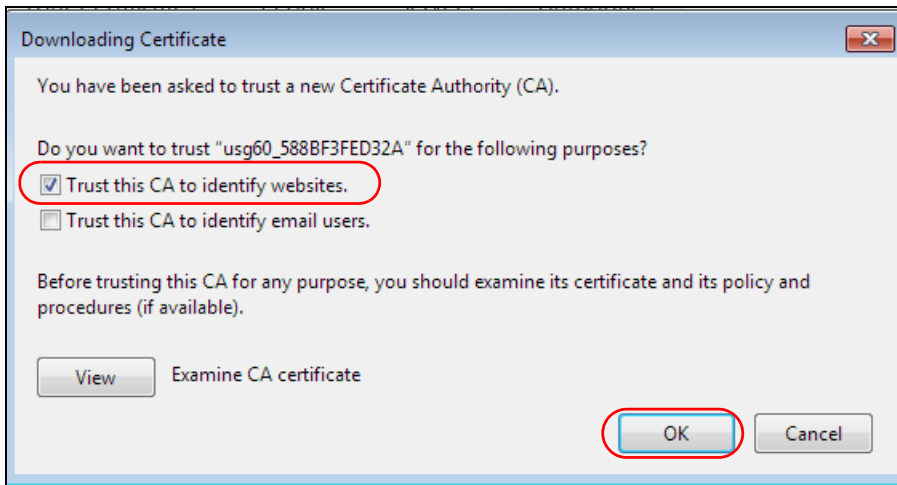 Downloading Certificate
You have been asked to trust a new Certificate Authority (CA).
Do you want to trust "usg60_588BF3FED32A" for the following purposes?
Trust this CA to identify websites.
Trust this CA to identify email users.
Before trusting this CA for any purpose, you should examine its certificate and its policy and
procedures (if available).
View Examine CA certificate
OK Cancel